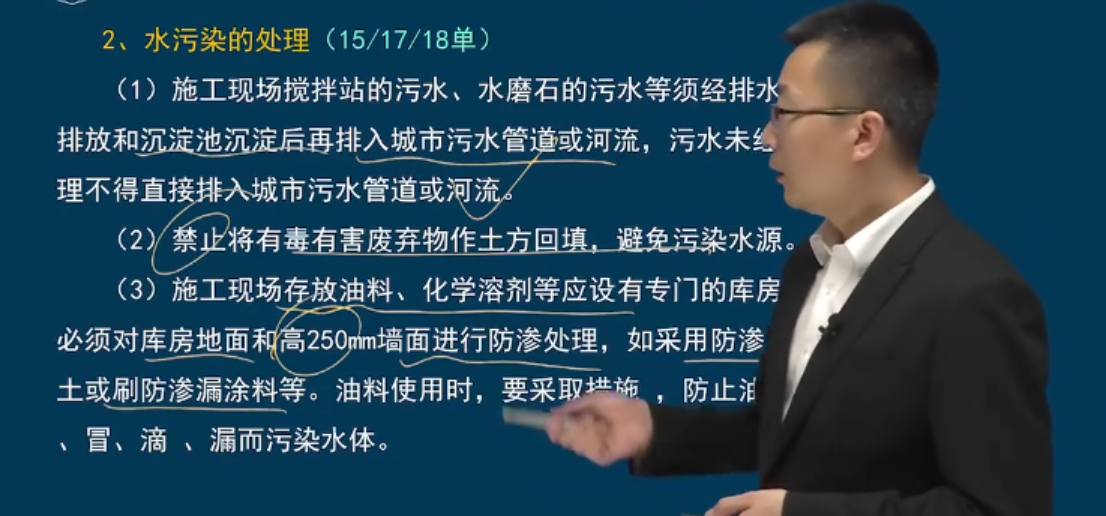 2、水污染的处理（15/17/18单）
（1）施工现场搅拌站的污水、水磨石的污水等须经排水
排放和沉淀池沉淀后再排入城市污水管道或河流，污水未经
理不得直接排入城市污水管道或河流。
（2）禁止将有毒有害废弃物作土方回填，避免污染水源。
（3）施工现场存放油料、化学溶剂等应设有专门的库房
必须对库房地面和高250mm墙面进行防渗处理，如采用防渗
土或刷防渗漏涂料等。油料使用时，要采取措施 ，防止油
、冒、滴 、漏而污染水体。